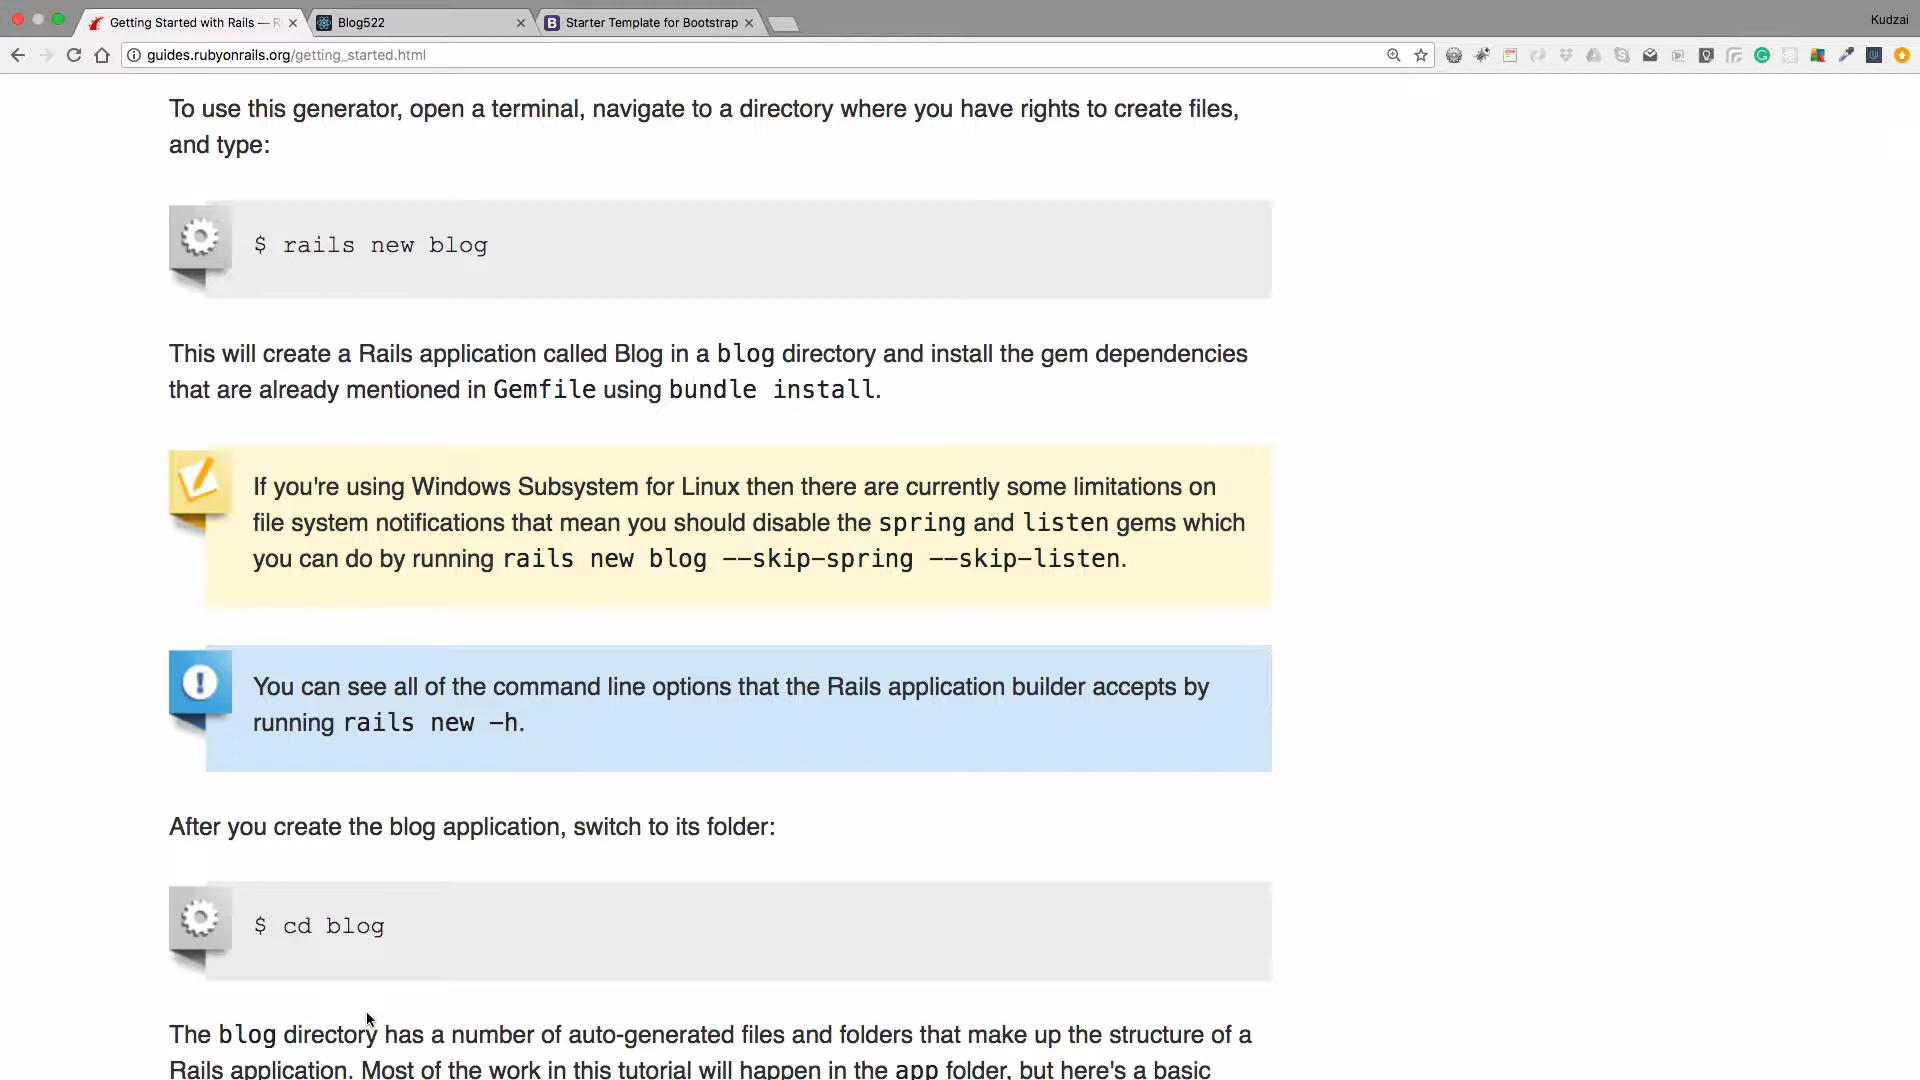 Getting Started with Rails — R
Blog522
Starter Template for Bootstrap
Kudzai
guides.rubyonrails.org/getting_started.html
To use this generator, open a terminal, navigate to a directory where you have rights to create files,
and type:
$ rails new blog
This will create a Rails application called Blog in a blog directory and install the gem dependencies
that are already mentioned in Gemfile using bundle install.
If you're using Windows Subsystem for Linux then there are currently some limitations on
file system notifications that mean you should disable the spring and listen gems which
you can do by running rails new blog --skip-spring --skip-listen.
You can see all of the command line options that the Rails application builder accepts by
running rails new -h.
After you create the blog application, switch to its folder:
$ cd blog
The blog directory has a number of auto-generated files and folders that make up the structure of a
Rails application. Most of the work in this tutorial will happen in the app folder, but here's a basic